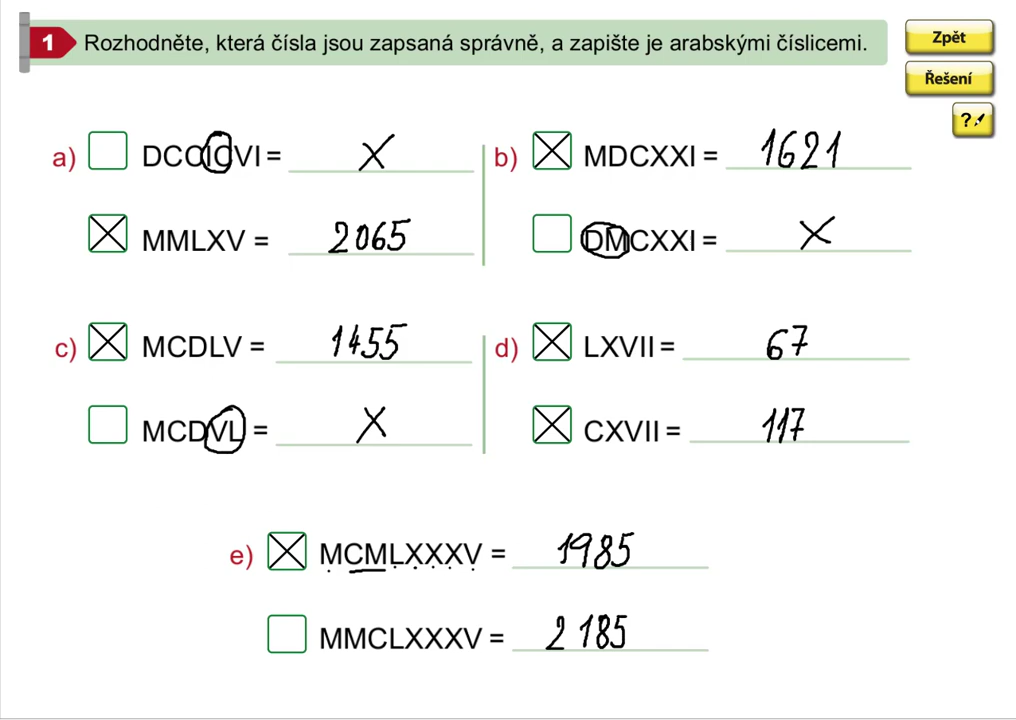 1 Rozhodněte, která čísla jsou zapsaná správně, a zapište je arabskými číslicemi.
Zpět
Řešení
?
a) DCCICVI = X
MMLXV = 2065
b) MDCXXI = 1621
DMCXXI = X
c) MCDLV = 1455
MCDVL = X
d) LXVII = 67
CXVII = 117
e) MCMLXXXV = 1985
MMCLXXXV = 2185